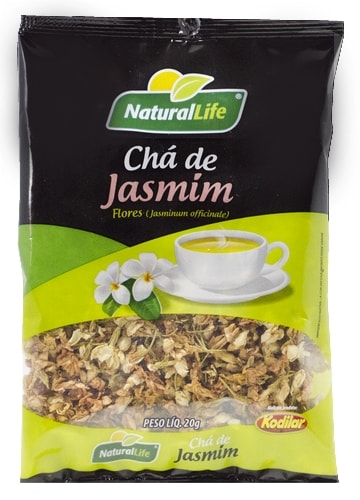 NaturalLife
Chá de
Jasmim
Flores (Jasminum officinale)
PESO LÍQ. 20g
Kodilar
NaturalLife
Chá de
Jasmim